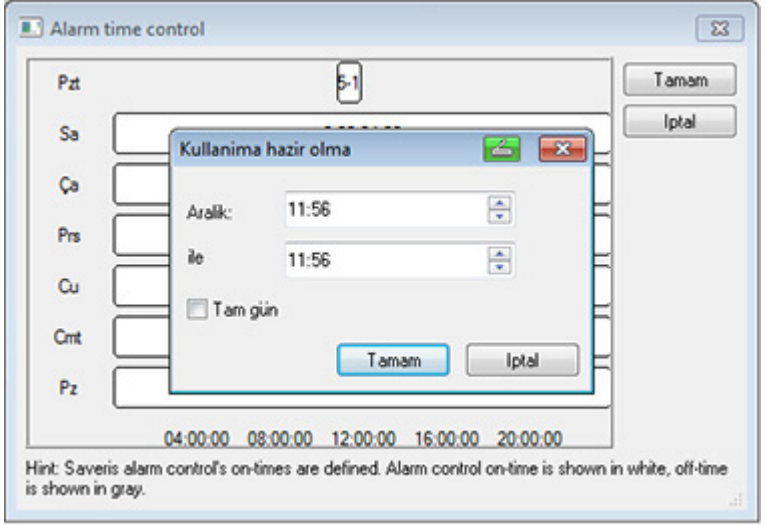 Alarm time control
Pzt
5-1
Tamam
Iptal
Sa
Ça
Prs
Cu
Cmt
Pz
Kullanima hazir olma
Aralik:
11:56
ile
11:56
Tam gün
Tamam
Iptal
04:00:00 08:00:00 12:00:00 16:00:00 20:00:00
Hint: Saveris alarm control's on-times are defined. Alarm control on-time is shown in white, off-time
is shown in gray.